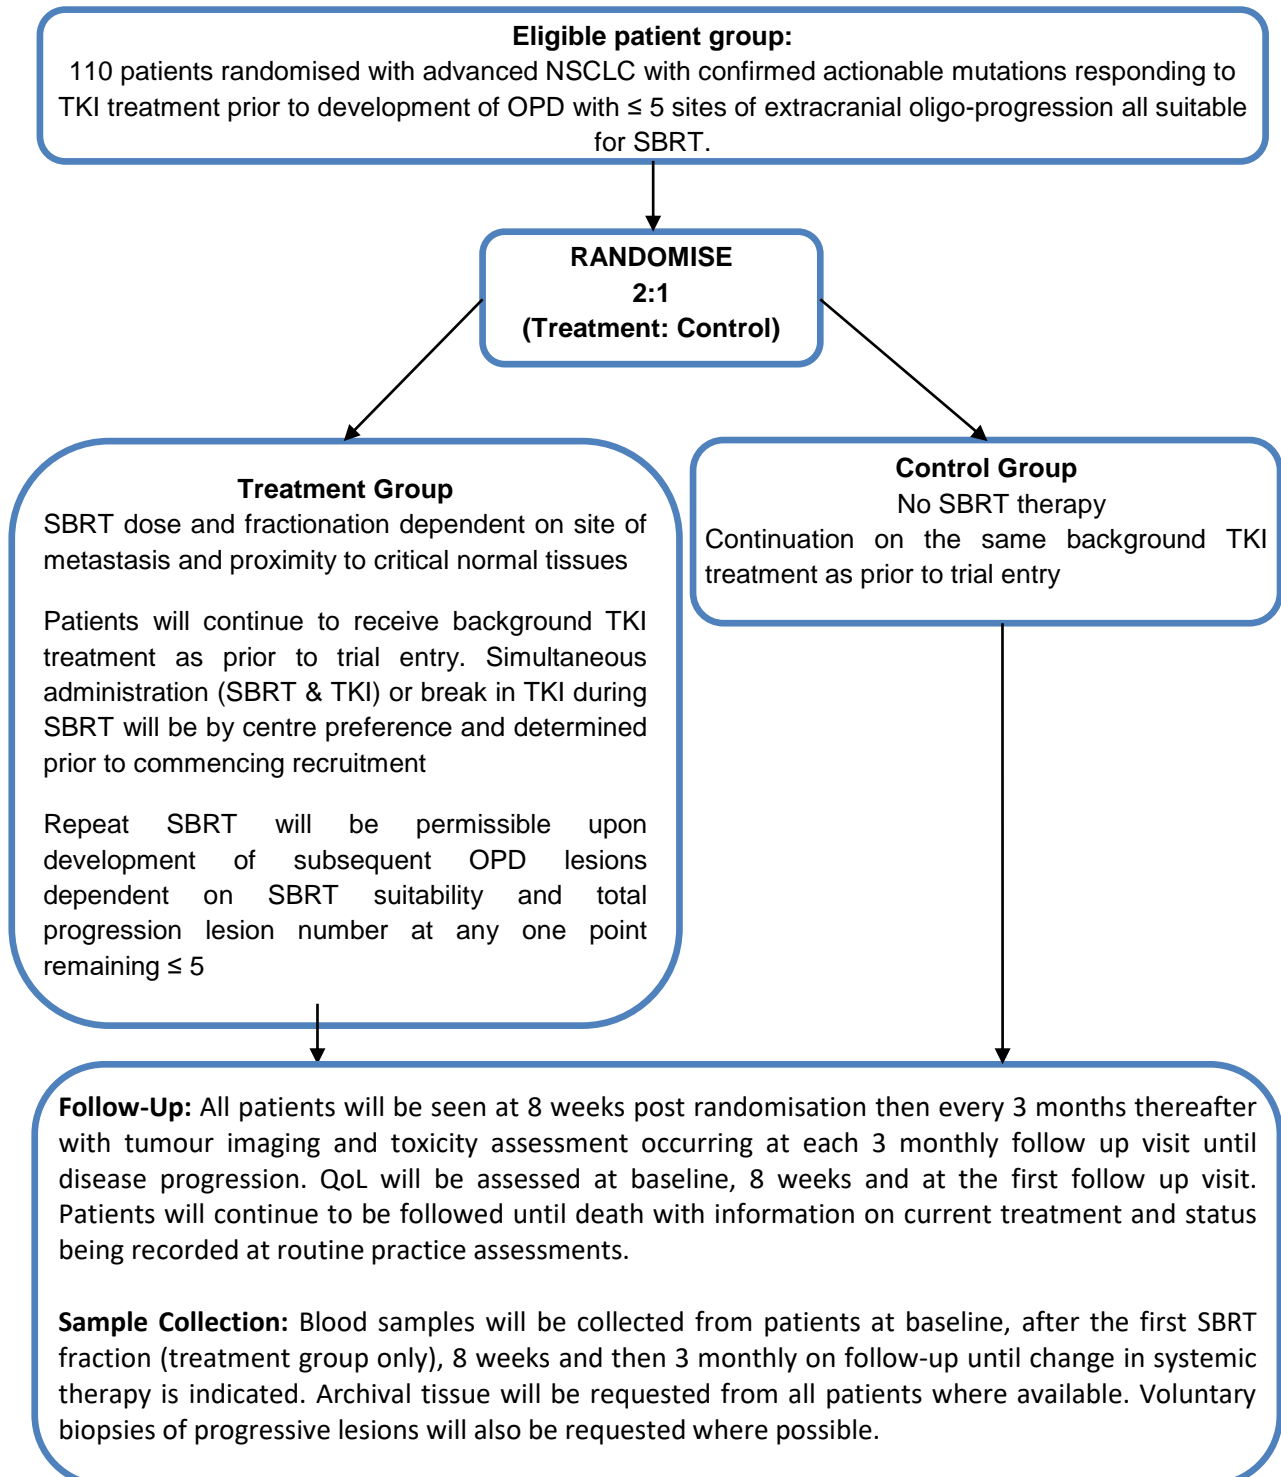 Eligible patient group:
110 patients randomised with advanced NSCLC with confirmed actionable mutations responding to
TKI treatment prior to development of OPD with ≤ 5 sites of extracranial oligo-progression all suitable
for SBRT.
RANDOMISE
2:1
(Treatment: Control)
Treatment Group
SBRT dose and fractionation dependent on site of
metastasis and proximity to critical normal tissues
Patients will continue to receive background TKI
treatment as prior to trial entry. Simultaneous
administration (SBRT & TKI) or break in TKI during
SBRT will be by centre preference and determined
prior to commencing recruitment
Repeat SBRT will be permissible upon
development of subsequent OPD lesions
dependent on SBRT suitability and total
progression lesion number at any one point
remaining ≤ 5
Control Group
No SBRT therapy
Continuation on the same background TKI
treatment as prior to trial entry
Follow-Up: All patients will be seen at 8 weeks post randomisation then every 3 months thereafter
with tumour imaging and toxicity assessment occurring at each 3 monthly follow up visit until
disease progression. QoL will be assessed at baseline, 8 weeks and at the first follow up visit.
Patients will continue to be followed until death with information on current treatment and status
being recorded at routine practice assessments.
Sample Collection: Blood samples will be collected from patients at baseline, after the first SBRT
fraction (treatment group only), 8 weeks and then 3 monthly on follow-up until change in systemic
therapy is indicated. Archival tissue will be requested from all patients where available. Voluntary
biopsies of progressive lesions will also be requested where possible.